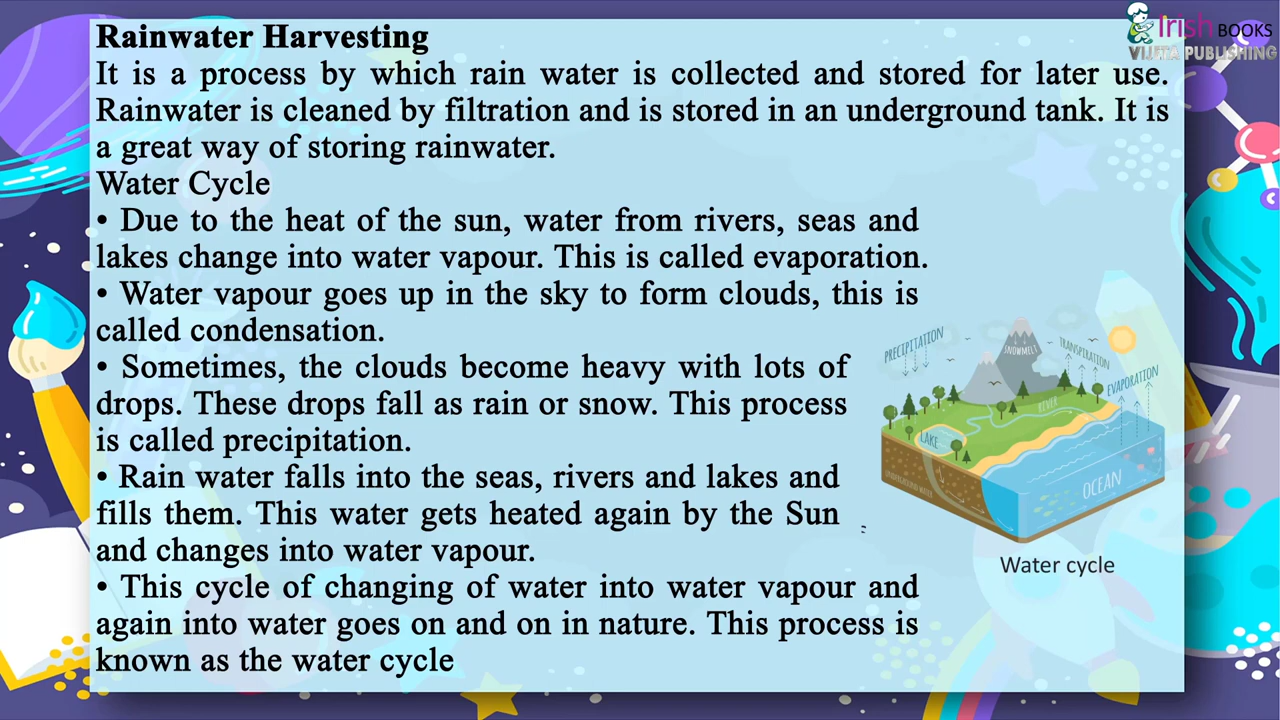 Irish BOOKS
VIJETA PUBLISHING
Rainwater Harvesting
It is a process by which rain water is collected and stored for later use.
Rainwater is cleaned by filtration and is stored in an underground tank. It is
a great way of storing rainwater.
Water Cycle
• Due to the heat of the sun, water from rivers, seas and
lakes change into water vapour. This is called evaporation.
• Water vapour goes up in the sky to form clouds, this is
called condensation.
• Sometimes, the clouds become heavy with lots of
drops. These drops fall as rain or snow. This process
is called precipitation.
• Rain water falls into the seas, rivers and lakes and
fills them. This water gets heated again by the Sun
and changes into water vapour.
• This cycle of changing of water into water vapour and
again into water goes on and on in nature. This process is
known as the water cycle
PRECIPITATION
SNOWMELT
TRANSPIRATION
EVAPORATION
RIVER
LAKE
UNDERGROUND WATER
OCEAN
Water cycle